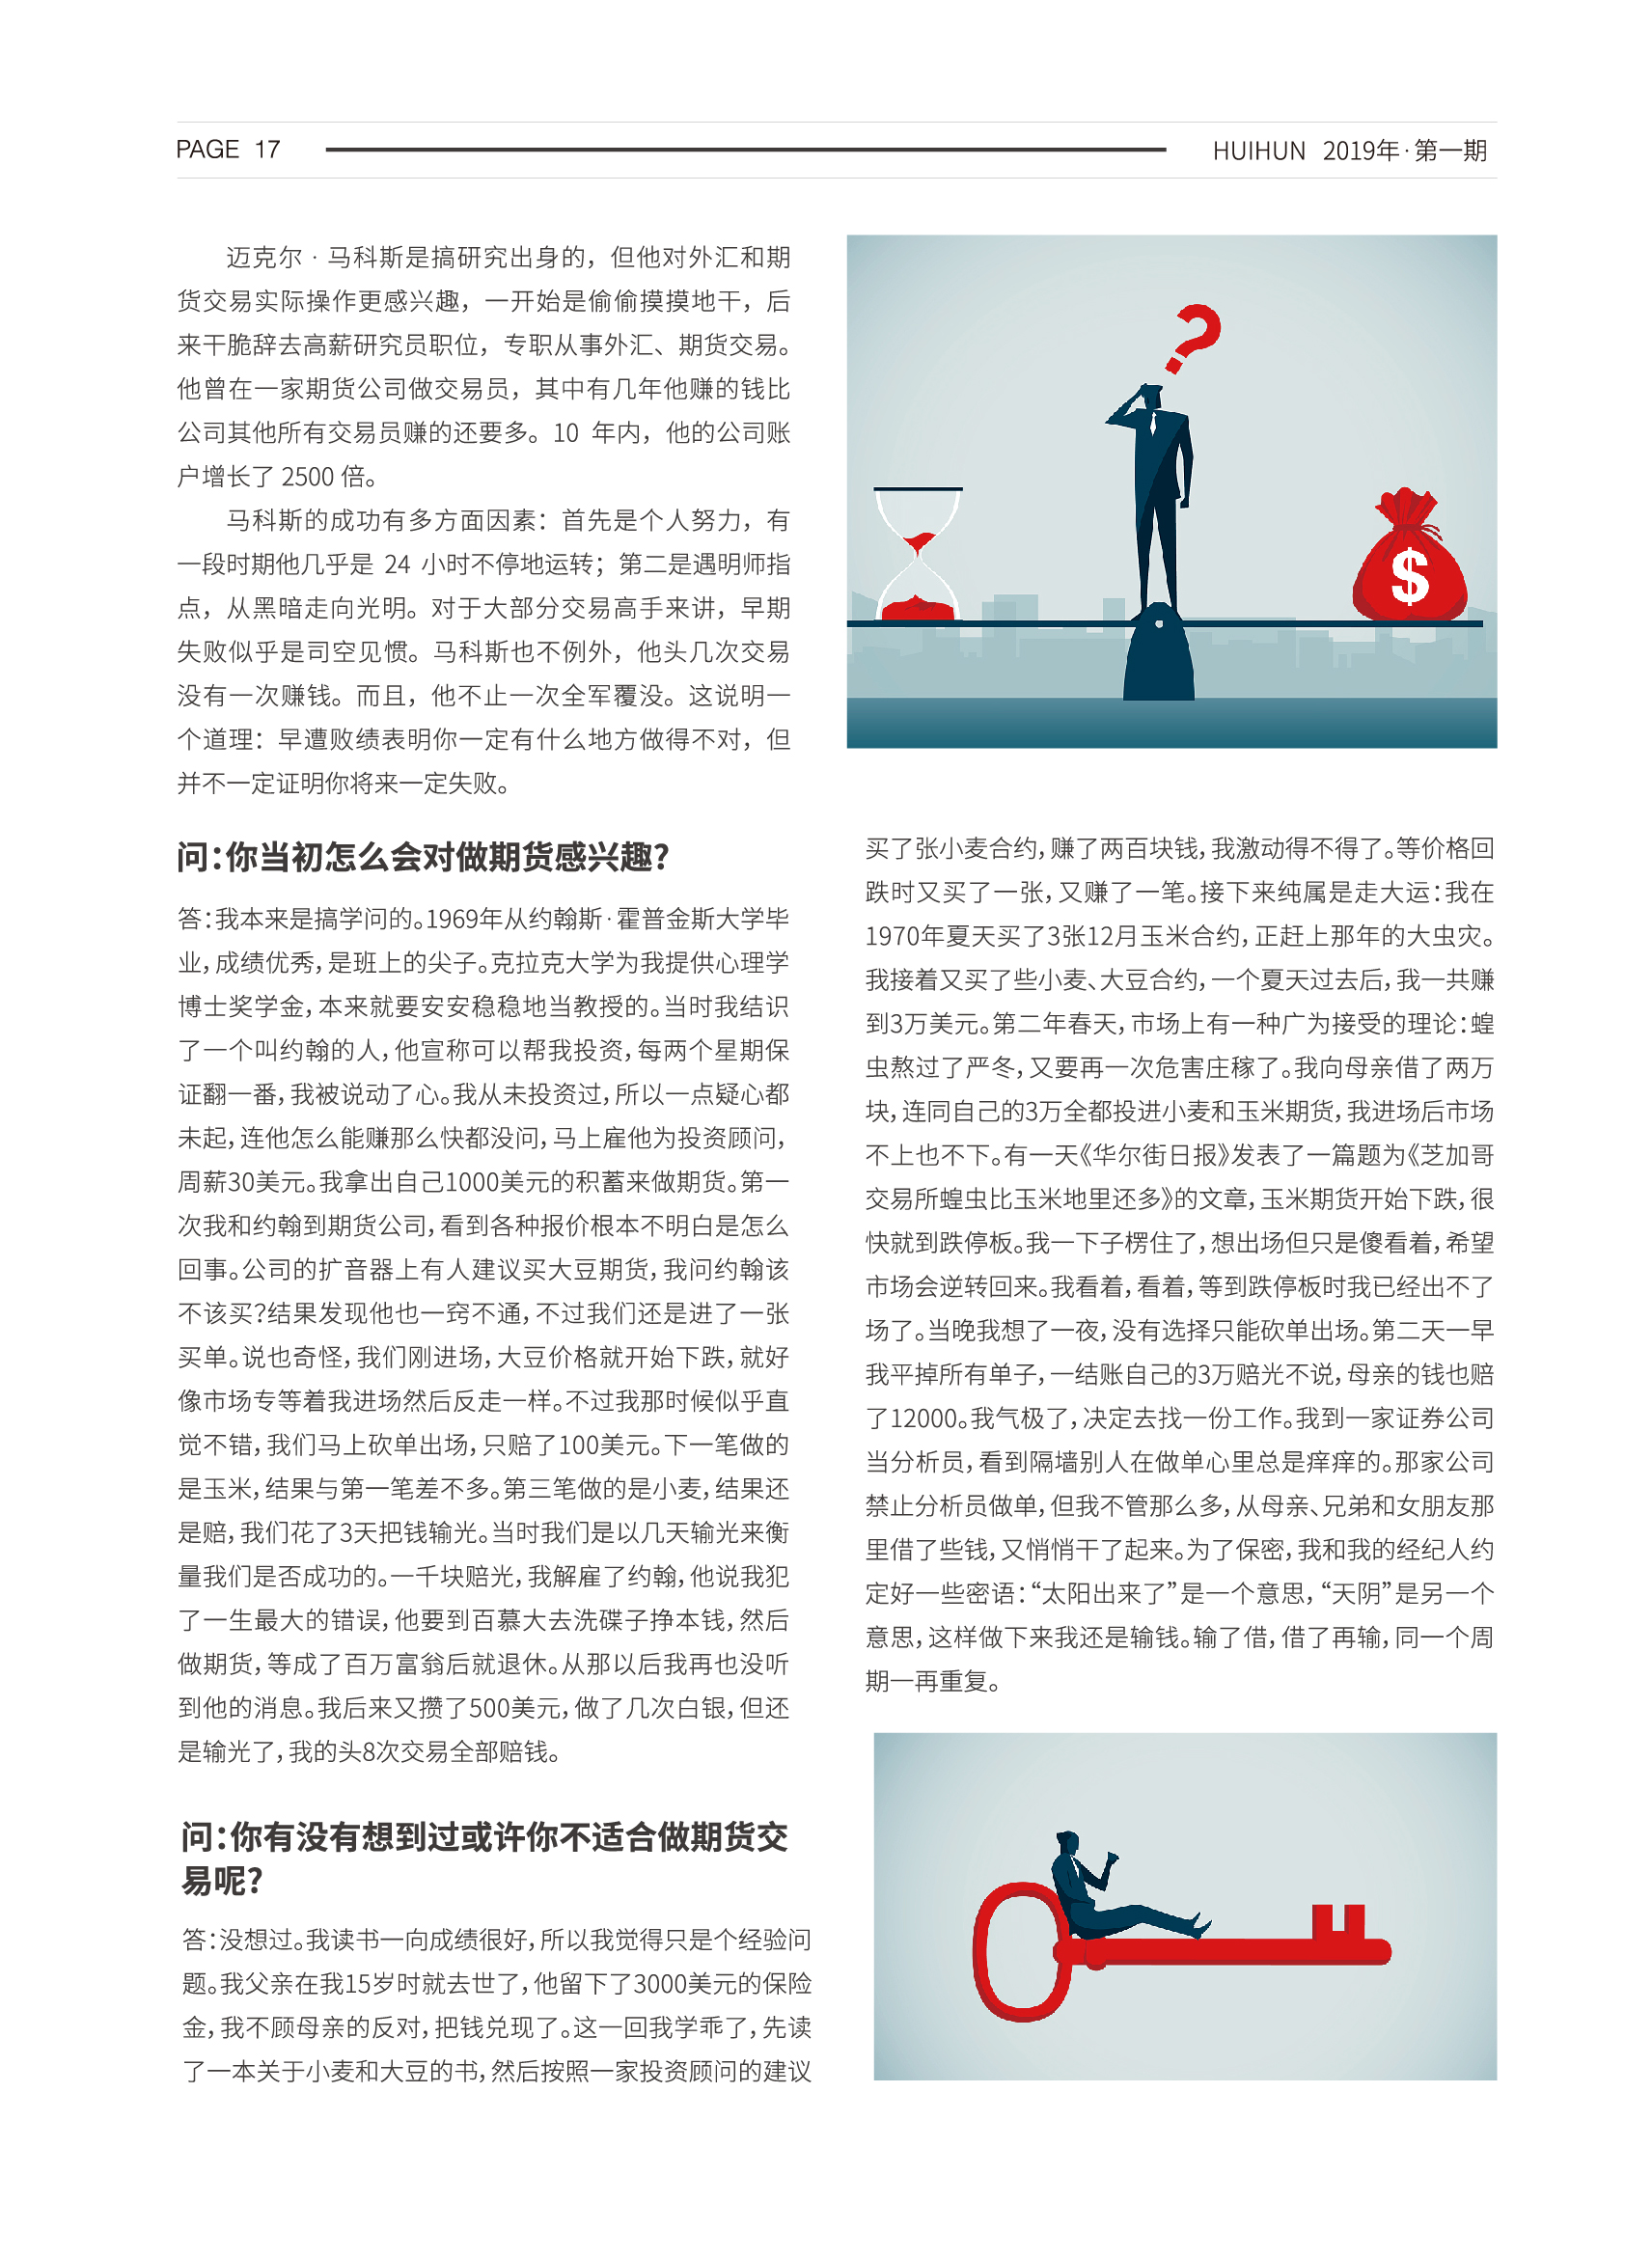 PAGE 17
HUIHUN 2019年·第一期
迈克尔·马科斯是搞研究出身的，但他对外汇和期
货交易实际操作更感兴趣，一开始是偷偷摸摸地干，后
来干脆辞去高薪研究员职位，专职从事外汇、期货交易。
他曾在一家期货公司做交易员，其中有几年他赚的钱比
公司其他所有交易员赚的还要多。10 年内，他的公司账
户增长了 2500 倍。
马科斯的成功有多方面因素：首先是个人努力，有
一段时期他几乎是 24 小时不停地运转；第二是遇明师指
点，从黑暗走向光明。对于大部分交易高手来讲，早期
失败似乎是司空见惯。马科斯也不例外，他头几次交易
没有一次赚钱。而且，他不止一次全军覆没。这说明一
个道理：早遭败绩表明你一定有什么地方做得不对，但
并不一定证明你将来一定失败。
问：你当初怎么会对做期货感兴趣？
答：我本来是搞学问的。1969年从约翰斯·霍普金斯大学毕
业，成绩优秀，是班上的尖子。克拉克大学为我提供心理学
博士奖学金，本来就要安安稳稳地当教授的。当时我结识
了一个叫约翰的人，他宣称可以帮我投资，每两个星期保
证翻一番，我被说动了心。我从未投资过，所以一点疑心都
未起，连他怎么能赚那么快都没问，马上雇他为投资顾问，
周薪30美元。我拿出自己1000美元的积蓄来做期货。第一
次我和约翰到期货公司，看到各种报价根本不明白是怎么
回事。公司的扩音器上有人建议买大豆期货，我问约翰该
不该买？结果发现他也一窍不通，不过我们还是进了一张
买单。说也奇怪，我们刚进场，大豆价格就开始下跌，就好
像市场专等着我进场然后反走一样。不过我那时候似乎直
觉不错，我们马上砍单出场，只赔了100美元。下一笔做的
是玉米，结果与第一笔差不多。第三笔做的是小麦，结果还
是赔，我们花了3天把钱输光。当时我们是以几天输光来衡
量我们是否成功的。一千块赔光，我解雇了约翰，他说我犯
了一生最大的错误，他要到百慕大去洗碟子挣本钱，然后
做期货，等成了百万富翁后就退休。从那以后我再也没听
到他的消息。我后来又攒了500美元，做了几次白银，但还
是输光了，我的头8次交易全部赔钱。
问：你有没有想到过或许你不适合做期货交
易呢？
答：没想过。我读书一向成绩很好，所以我觉得只是个经验问
题。我父亲在我15岁时就去世了，他留下了3000美元的保险
金，我不顾母亲的反对，把钱兑现了。这一回我学乖了，先读
了一本关于小麦和大豆的书，然后按照一家投资顾问的建议
买了张小麦合约，赚了两百块钱，我激动得不得了。等价格回
跌时又买了一张，又赚了一笔。接下来纯属是走大运：我在
1970年夏天买了3张12月玉米合约，正赶上那年的大虫灾。
我接着又买了些小麦、大豆合约，一个夏天过去后，我一共赚
到3万美元。第二年春天，市场上有一种广为接受的理论：蝗
虫熬过了严冬，又要再一次危害庄稼了。我向母亲借了两万
块，连同自己的3万全都投进小麦和玉米期货，我进场后市场
不上也不下。有一天《华尔街日报》发表了一篇题为《芝加哥
交易所蝗虫比玉米地里还多》的文章，玉米期货开始下跌，很
快就到跌停板。我一下子楞住了，想出场但只是傻看着，希望
市场会逆转回来。我看着，看着，等到跌停板时我已经出不了
场了。当晚我想了一夜，没有选择只能砍单出场。第二天一早
我平掉所有单子，一结账自己的3万赔光不说，母亲的钱也赔
了12000。我气极了，决定去找一份工作。我到一家证券公司
当分析员，看到隔墙别人在做单心里总是痒痒的。那家公司
禁止分析员做单，但我不管那么多，从母亲、兄弟和女朋友那
里借了些钱，又悄悄干了起来。为了保密，我和我的经纪人约
定好一些密语：“太阳出来了”是一个意思，“天阴”是另一个
意思，这样做下来我还是输钱。输了借，借了再输，同一个周
期一再重复。
?
$